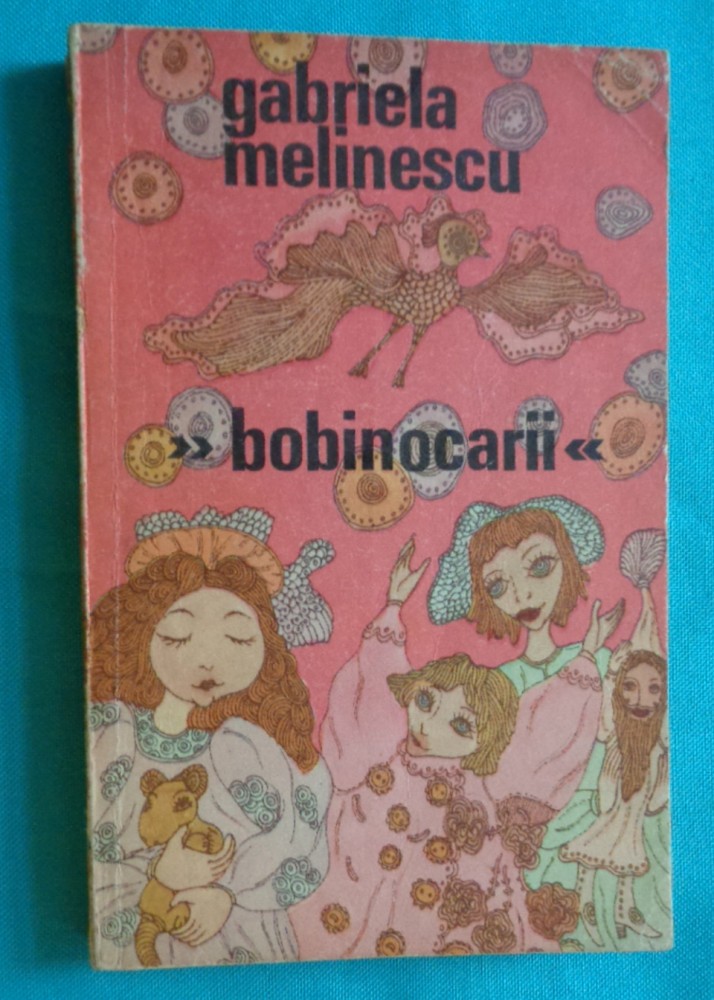 gabriela
melinescu
» bobinocarii «